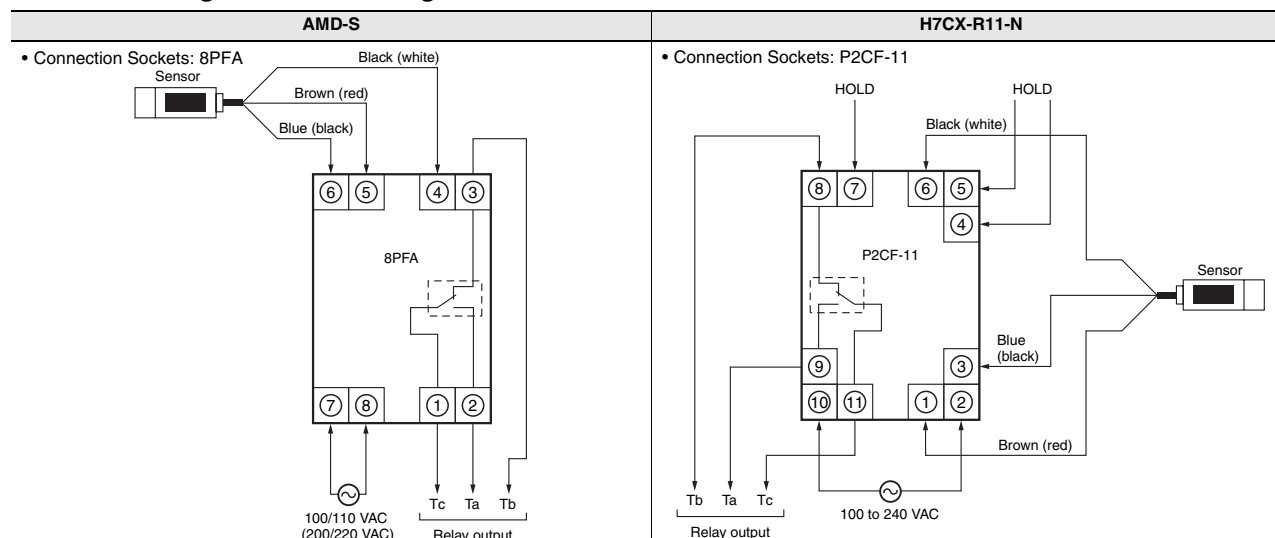 AMD-S
• Connection Sockets: 8PFA
Sensor
Black (white)
Brown (red)
Blue (black)
6
5
4
3
8PFA
7
8
1
2
Tc
Ta
Tb
100/110 VAC
(200/220 VAC)
Relay output
H7CX-R11-N
• Connection Sockets: P2CF-11
HOLD
HOLD
Black (white)
8
7
6
5
4
P2CF-11
Sensor
Blue
(black)
9
3
10
11
1
2
Brown (red)
Tb
Ta
Tc
100 to 240 VAC
Relay output